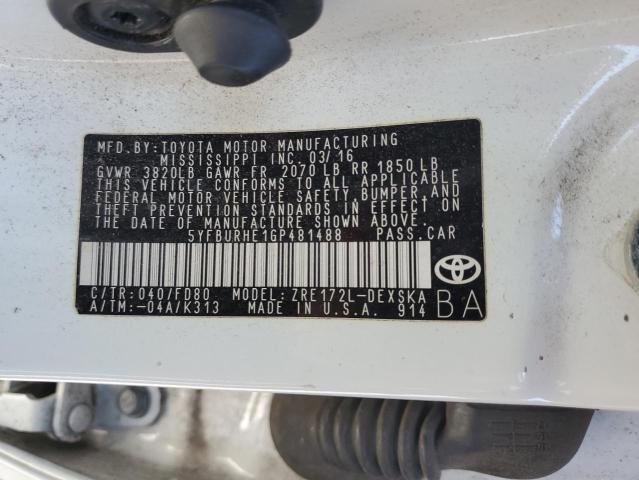 MFD.BY:TOYOTA MOTOR MANUFACTURING
MISSISSIPPI INC.03/16
GVWR 3820LB GAWR FR 2070 LB RR 1850 LB
THIS VEHICLE CONFORMS TO ALL APPLICABLE
FEDERAL MOTOR VEHICLE SAFETY,BUMPER AND
THEFT PREVENTION STANDARDS IN EFFECT ON
THE DATE OF MANUFACTURE SHOWN ABOVE.
5YFBURHE1GP481488 PASS.CAR
C/TR:040/FD80 MODEL:ZRE172L-DEXSKA
A/TM:-04A/K313 MADE IN U.S.A. 914
BA